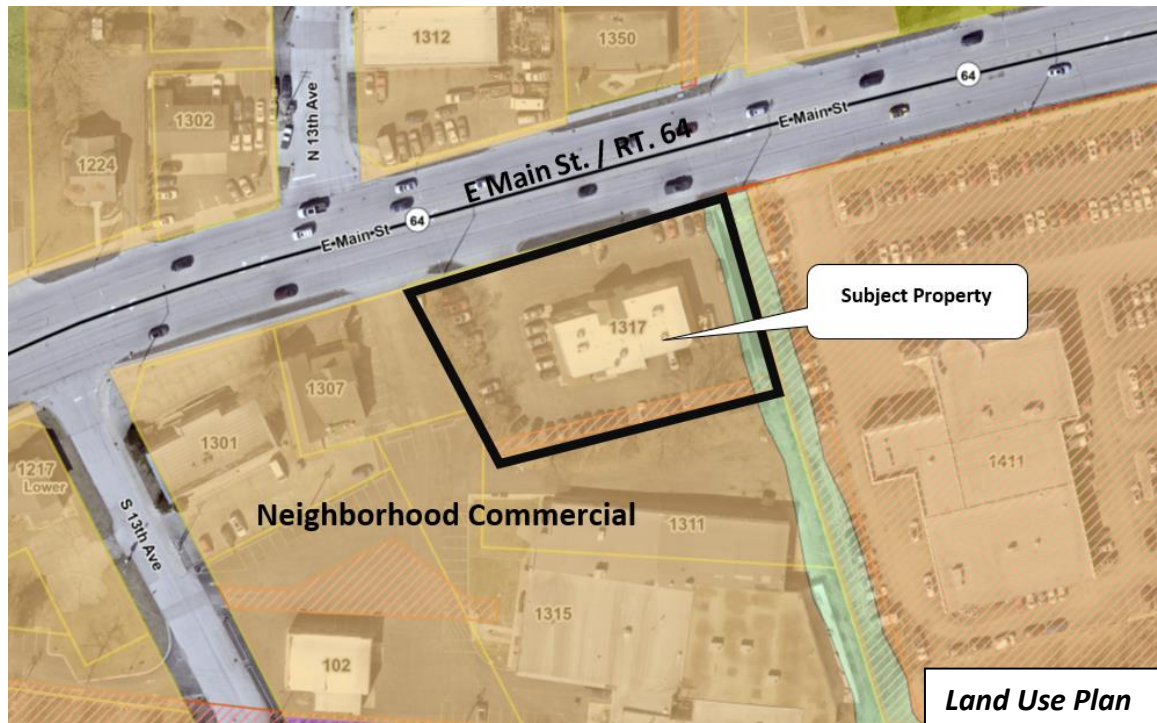 1312
1350
64
E Main St
1302
N 13th Ave
E Main St. / RT. 64
1224
64
E Main St
Subject Property
1317
1307
1301
1411
1217
Lower
S 13th Ave
Neighborhood Commercial
1311
1315
102
Land Use Plan